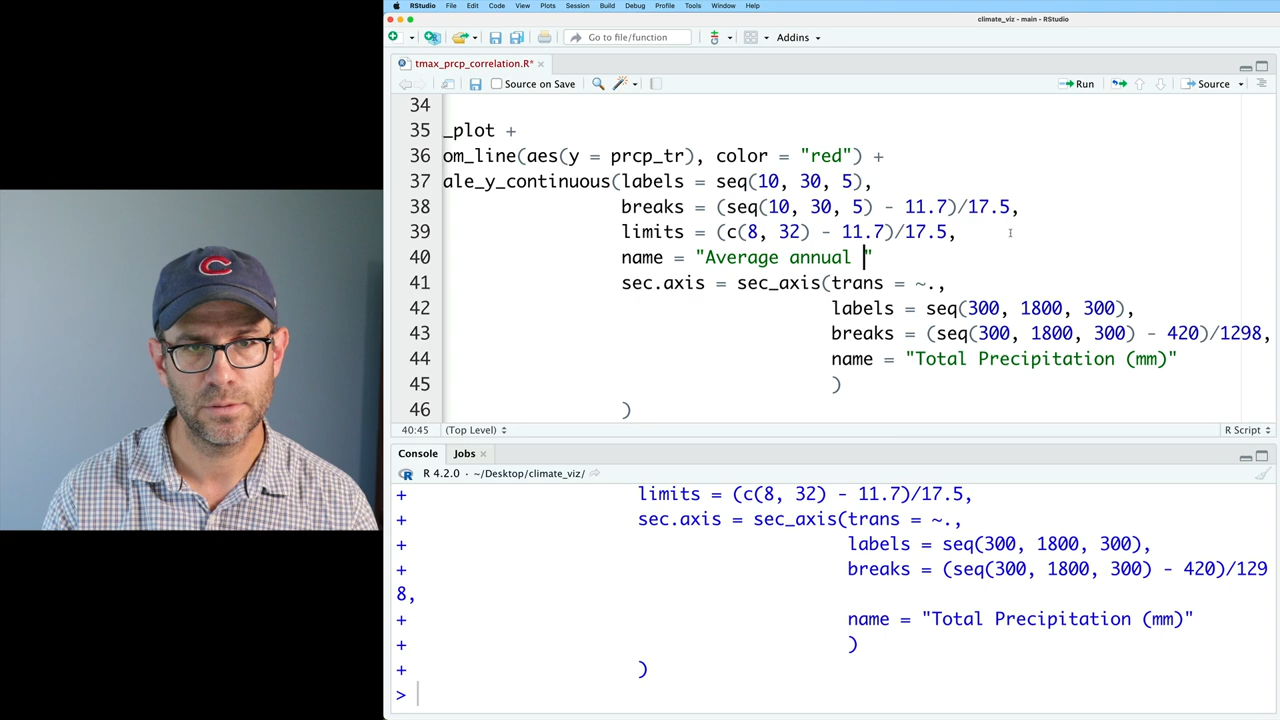 RStudio File Edit Code View Plots Session Build Debug Profile Tools Window Help
climate_viz - main - RStudio
Go to file/function Addins
tmax_prcp_correlation.R*
Source on Save Run Source
34
35 _plot +
36 om_line(aes(y = prcp_tr), color = "red") +
37 ale_y_continuous(labels = seq(10, 30, 5),
38 breaks = (seq(10, 30, 5) - 11.7)/17.5,
39 limits = (c(8, 32) - 11.7)/17.5,
40 name = "Average annual "
41 sec.axis = sec_axis(trans = ~.,
42 labels = seq(300, 1800, 300),
43 breaks = (seq(300, 1800, 300) - 420)/1298,
44 name = "Total Precipitation (mm)"
45 )
46 )
40:45 (Top Level) R Script
Console Jobs
R 4.2.0 · ~/Desktop/climate_viz/
+ limits = (c(8, 32) - 11.7)/17.5,
+ sec.axis = sec_axis(trans = ~.,
+ labels = seq(300, 1800, 300),
+ breaks = (seq(300, 1800, 300) - 420)/129
8,
+ name = "Total Precipitation (mm)"
+ )
+ )
>